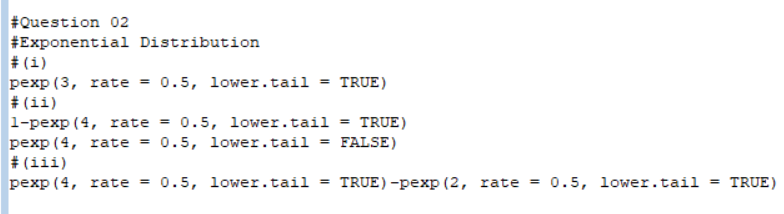 #Question 02
#Exponential Distribution
#(i)
pexp(3, rate = 0.5, lower.tail = TRUE)
#(ii)
1-pexp(4, rate = 0.5, lower.tail = TRUE)
pexp(4, rate = 0.5, lower.tail = FALSE)
#(iii)
pexp(4, rate = 0.5, lower.tail = TRUE)-pexp(2, rate = 0.5, lower.tail = TRUE)